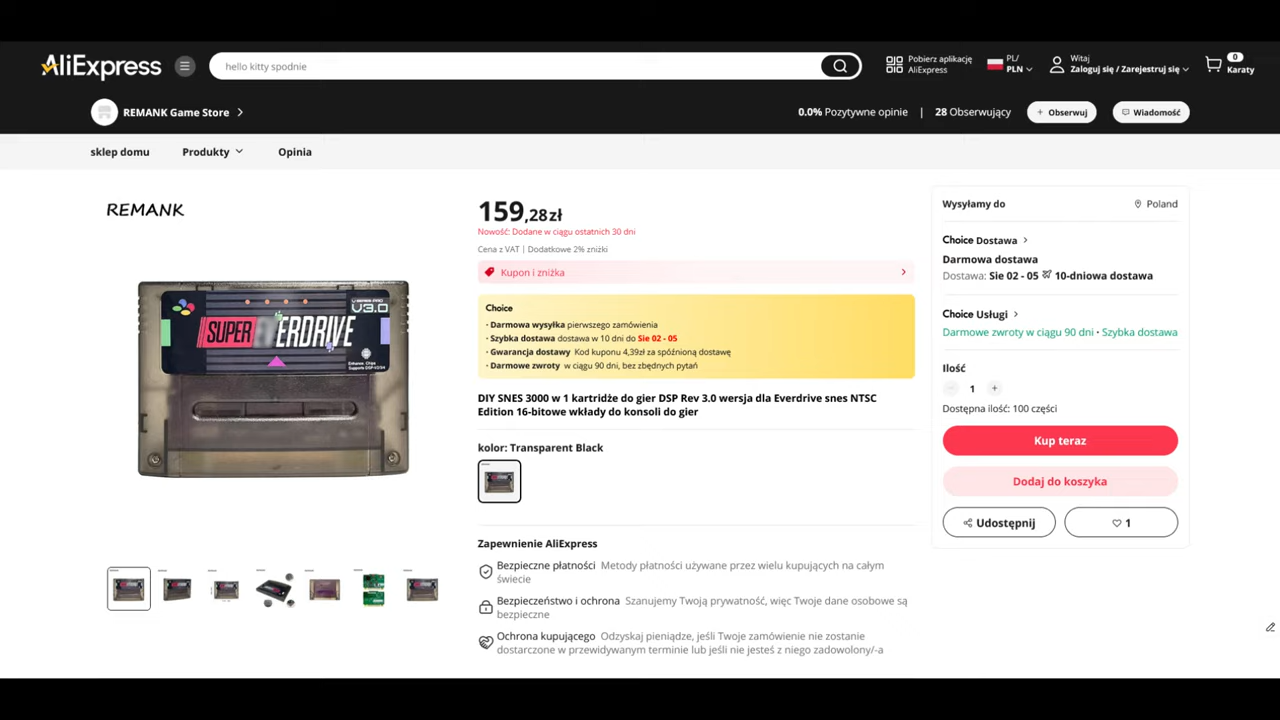 AliExpress
hello kitty spodnie
Pobierz aplikację
AliExpress
PL/
PLN
Witaj
Zaloguj się / Zarejestruj się
0
Karaty
REMANK Game Store
0.0% Pozytywne opinie | 28 Obserwujący
+ Obserwuj
Wiadomość
sklep domu
Produkty
Opinia
REMANK
V3.0
SUPER EVERDRIVE
159,28zł
Nowość: Dodane w ciągu ostatnich 30 dni
Cena z VAT | Dodatkowe 2% zniżki
Kupon i zniżka
Choice
· Darmowa wysyłka pierwszego zamówienia
· Szybka dostawa dostawa w 10 dni do Sie 02 - 05
· Gwarancja dostawy Kod kuponu 4,39zł za spóźnioną dostawę
· Darmowe zwroty w ciągu 90 dni, bez zbędnych pytań
DIY SNES 3000 w 1 kartridże do gier DSP Rev 3.0 wersja dla Everdrive snes NTSC
Edition 16-bitowe wkłady do konsoli do gier
kolor: Transparent Black
Zapewnienie AliExpress
Bezpieczne płatności Metody płatności używane przez wielu kupujących na całym
świecie
Bezpieczeństwo i ochrona Szanujemy Twoją prywatność, więc Twoje dane osobowe są
bezpieczne
Ochrona kupującego Odzyskaj pieniądze, jeśli Twoje zamówienie nie zostanie
dostarczone w przewidywanym terminie lub jeśli nie jesteś z niego zadowolony/-a
Wysyłamy do
Poland
Choice Dostawa
Darmowa dostawa
Dostawa: Sie 02 - 05 10-dniowa dostawa
Choice Usługi
Darmowe zwroty w ciągu 90 dni · Szybka dostawa
Ilość
− 1 +
Dostępna ilość: 100 części
Kup teraz
Dodaj do koszyka
Udostępnij
1